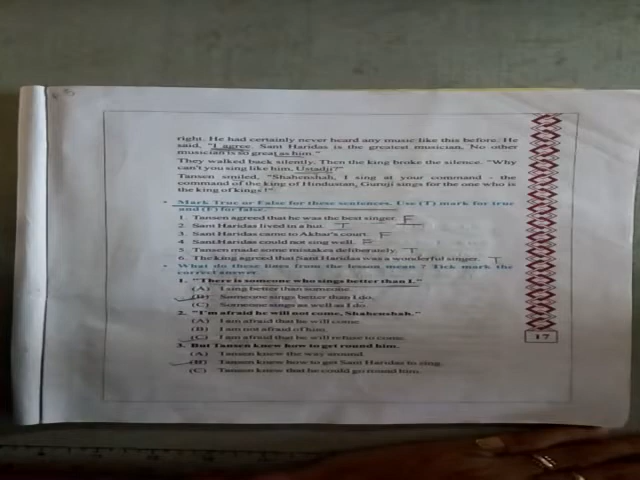 right. He had certainly never heard any music like this before. He
said, "I agree. Sant Haridas is the greatest musician. No other
musician is so great as him."
They walked back silently. Then the king broke the silence. "Why
can't you sing like him, Ustadji?"
Tansen smiled, "Shahenshah, I sing at your command - the
command of the king of Hindustan, Guruji sings for the one who is
the king of kings!"
• Mark True or False for these sentences. Use (T) mark for true
and (F) for false.
1. Tansen agreed that he was the best singer. F
2. Sant Haridas lived in a hut. T
3. Sant Haridas came to Akbar's court. F
4. Sant Haridas could not sing well. F
5. Tansen made some mistakes deliberately. T
6. The king agreed that Sant Haridas was a wonderful singer. T
• What do these lines from the lesson mean ? Tick mark the
correct answer.
1. "There is someone who sings better than I."
(A) I sing better than someone.
(B) Someone sings better than I do.
(C) Someone sings as well as I do.
2. "I'm afraid he will not come, Shahenshah."
(A) I am afraid that he will come.
(B) I am not afraid of him.
(C) I am afraid that he will refuse to come.
3. But Tansen knew how to get round him.
(A) Tansen knew the way around.
(B) Tansen knew how to get Sant Haridas to sing.
(C) Tansen knew that he could go round him.
17